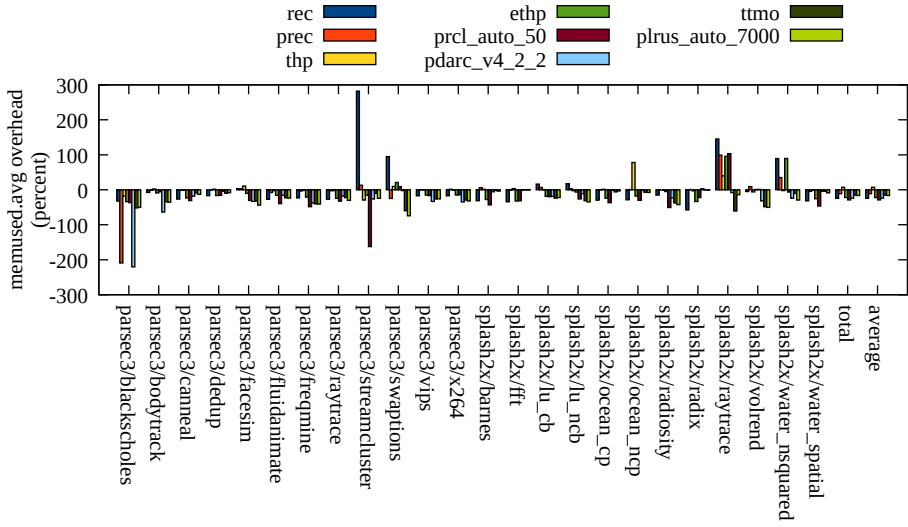 rec
prec
thp
ethp
prcl_auto_50
pdarc_v4_2_2
ttmo
plrus_auto_7000
memused.avg overhead
(percent)
300
200
100
0
-100
-200
-300
parsec3/blackscholes
parsec3/bodytrack
parsec3/canneal
parsec3/dedup
parsec3/facesim
parsec3/fluidanimate
parsec3/freqmine
parsec3/raytrace
parsec3/streamcluster
parsec3/swaptions
parsec3/vips
parsec3/x264
splash2x/barnes
splash2x/fft
splash2x/lu_cb
splash2x/lu_ncb
splash2x/ocean_cp
splash2x/ocean_ncp
splash2x/radiosity
splash2x/radix
splash2x/raytrace
splash2x/volrend
splash2x/water_nsquared
splash2x/water_spatial
total
average